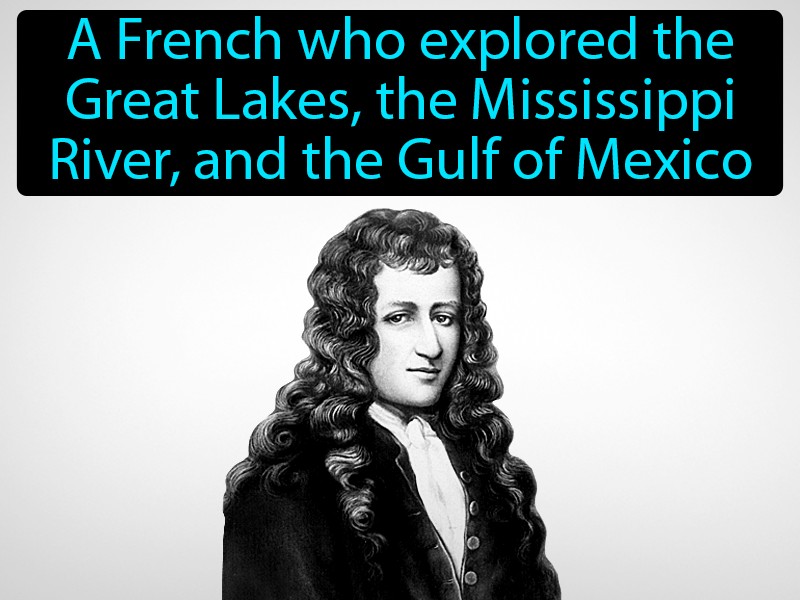 A French who explored the
Great Lakes, the Mississippi
River, and the Gulf of Mexico